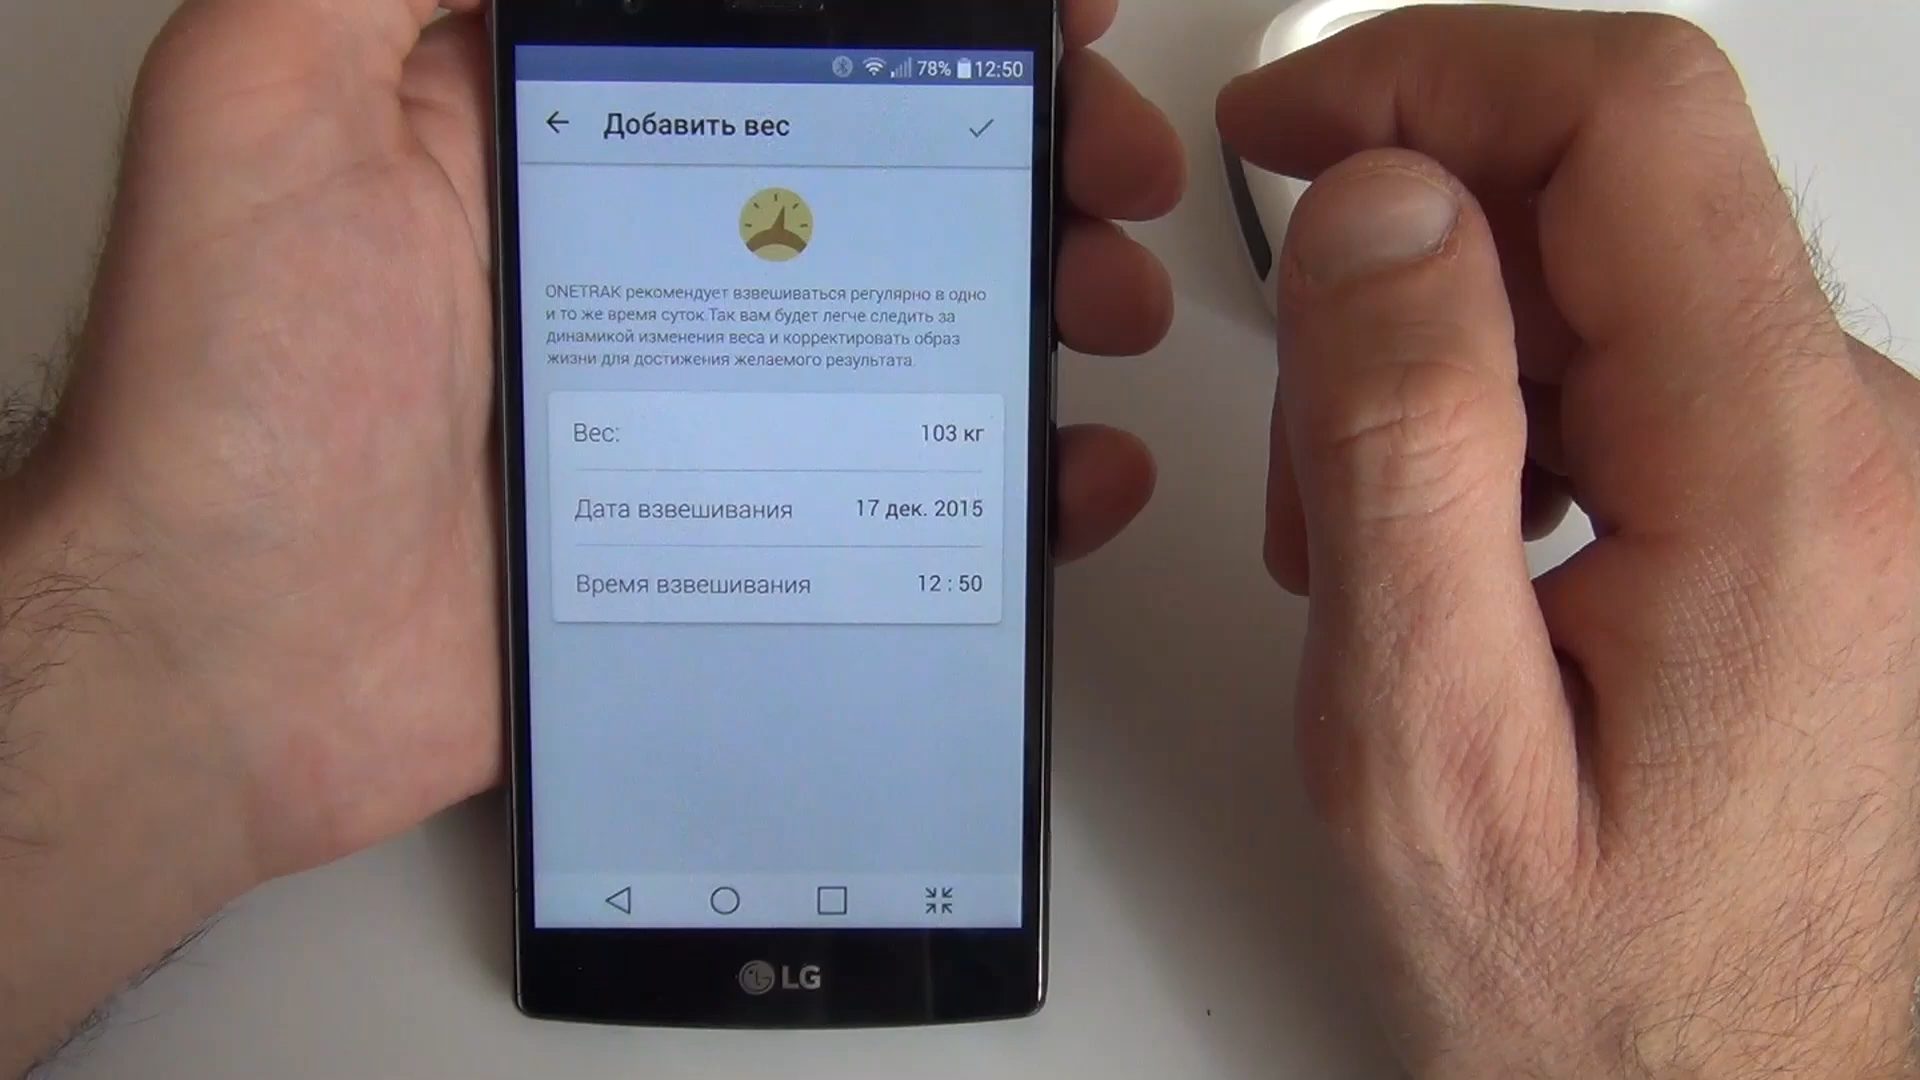 78% 12:50
Добавить вес
ONETRAK рекомендует взвешиваться регулярно в одно
и то же время суток.Так вам будет легче следить за
динамикой изменения веса и корректировать образ
жизни для достижения желаемого результата.
Вес: 103 кг
Дата взвешивания 17 дек. 2015
Время взвешивания 12 : 50
LG